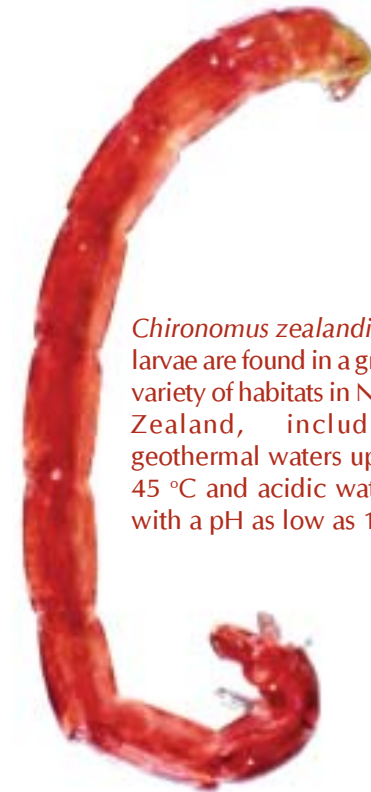 Chironomus zealandi
larvae are found in a g
variety of habitats in N
Zealand, includ
geothermal waters up
45 °C and acidic wat
with a pH as low as 1